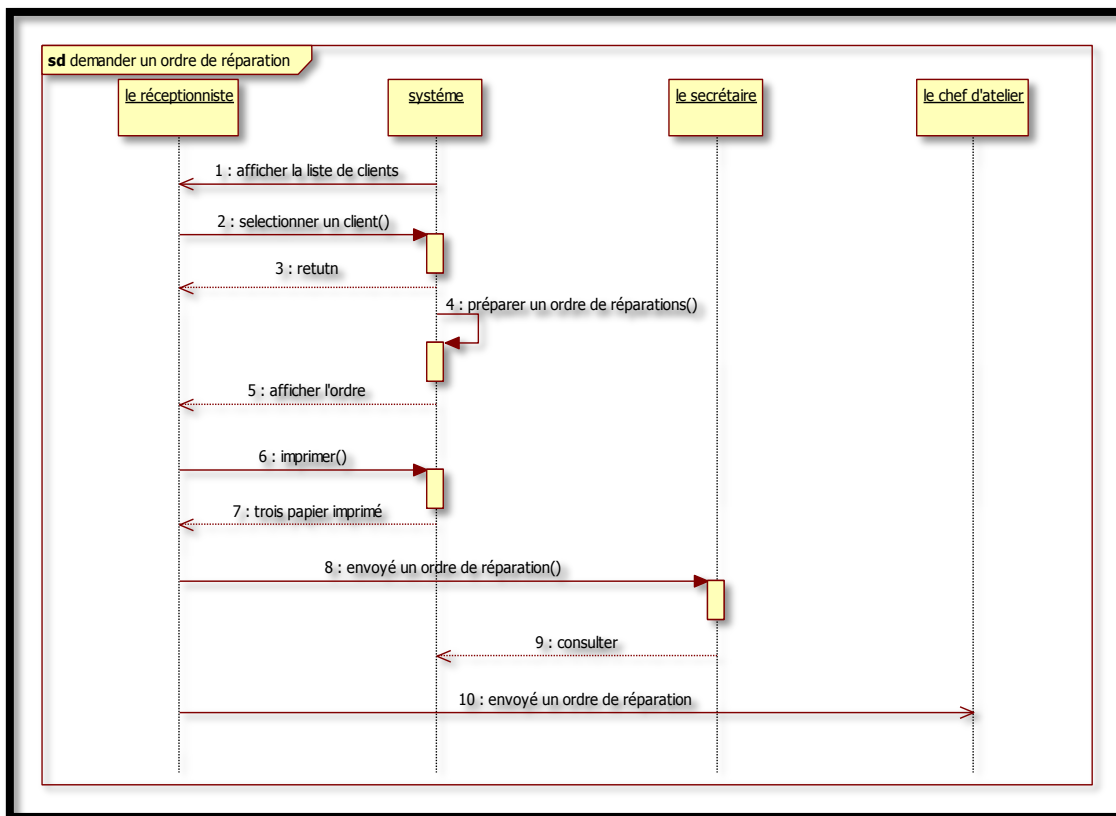 sd demander un ordre de réparation
le réceptionniste
systéme
le secrétaire
le chef d'atelier
1 : afficher la liste de clients
2 : selectionner un client()
3 : retutn
4 : préparer un ordre de réparations()
5 : afficher l'ordre
6 : imprimer()
7 : trois papier imprimé
8 : envoyé un ordre de réparation()
9 : consulter
10 : envoyé un ordre de réparation